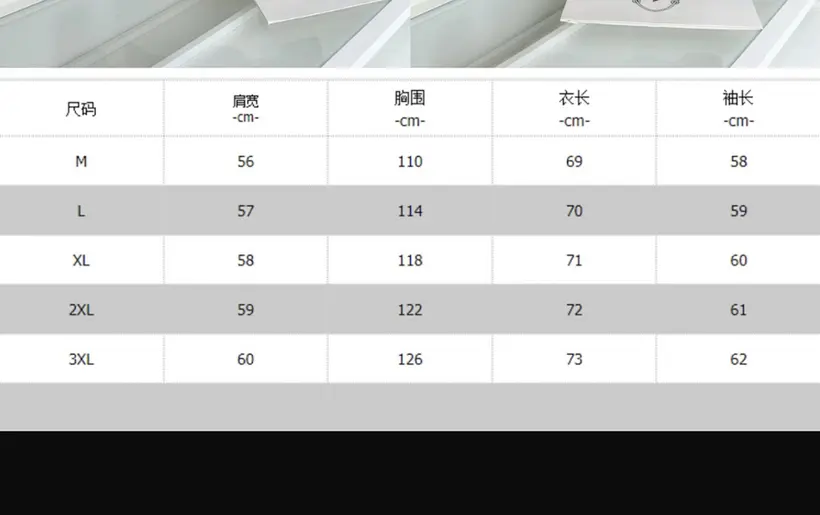 尺码 肩宽 胸围 衣长 袖长
-cm- -cm- -cm- -cm-
M 56 110 69 58
L 57 114 70 59
XL 58 118 71 60
2XL 59 122 72 61
3XL 60 126 73 62